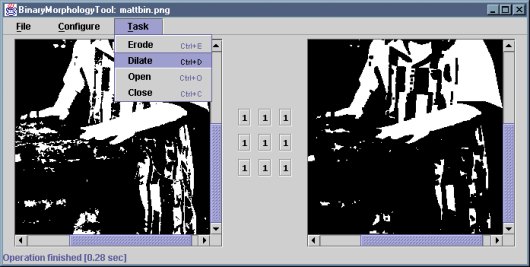 BinaryMorphologyTool: mattbin.png
File Configure Task
Erode Ctrl+E
Dilate Ctrl+D
Open Ctrl+O
Close Ctrl+C
1 1 1
1 1 1
1 1 1
Operation finished [0.28 sec]